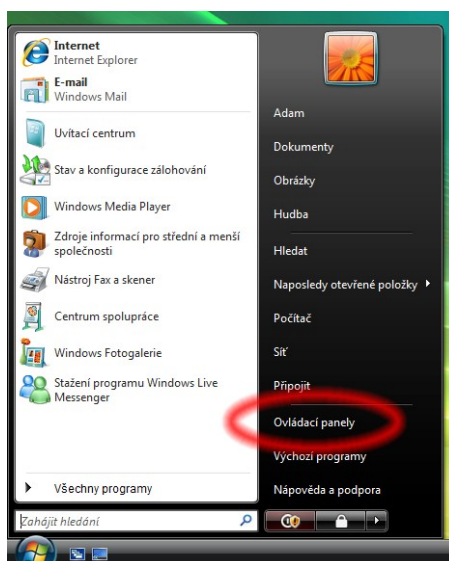 Internet
Internet Explorer
E-mail
Windows Mail
Uvítací centrum
Stav a konfigurace zálohování
Windows Media Player
Zdroje informací pro střední a menší
společnosti
Nástroj Fax a skener
Centrum spolupráce
Windows Fotogalerie
Stažení programu Windows Live
Messenger
Všechny programy
Zahájit hledání
Adam
Dokumenty
Obrázky
Hudba
Hledat
Naposledy otevřené položky
Počítač
Síť
Připojit
Ovládací panely
Výchozí programy
Nápověda a podpora